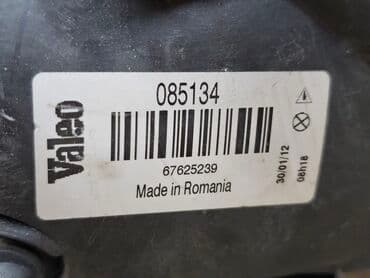 Valeo
085134
67625239
Made in Romania
30/01/12
08h18